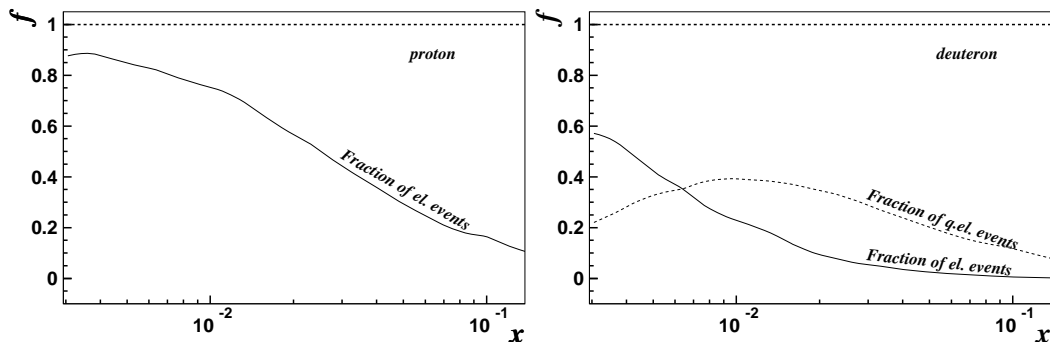 f
1
0.8
0.6
0.4
0.2
0
proton
Fraction of el. events
10⁻²
10⁻¹
x
f
1
0.8
0.6
0.4
0.2
0
deuteron
Fraction of q.el. events
Fraction of el. events
10⁻²
10⁻¹
x